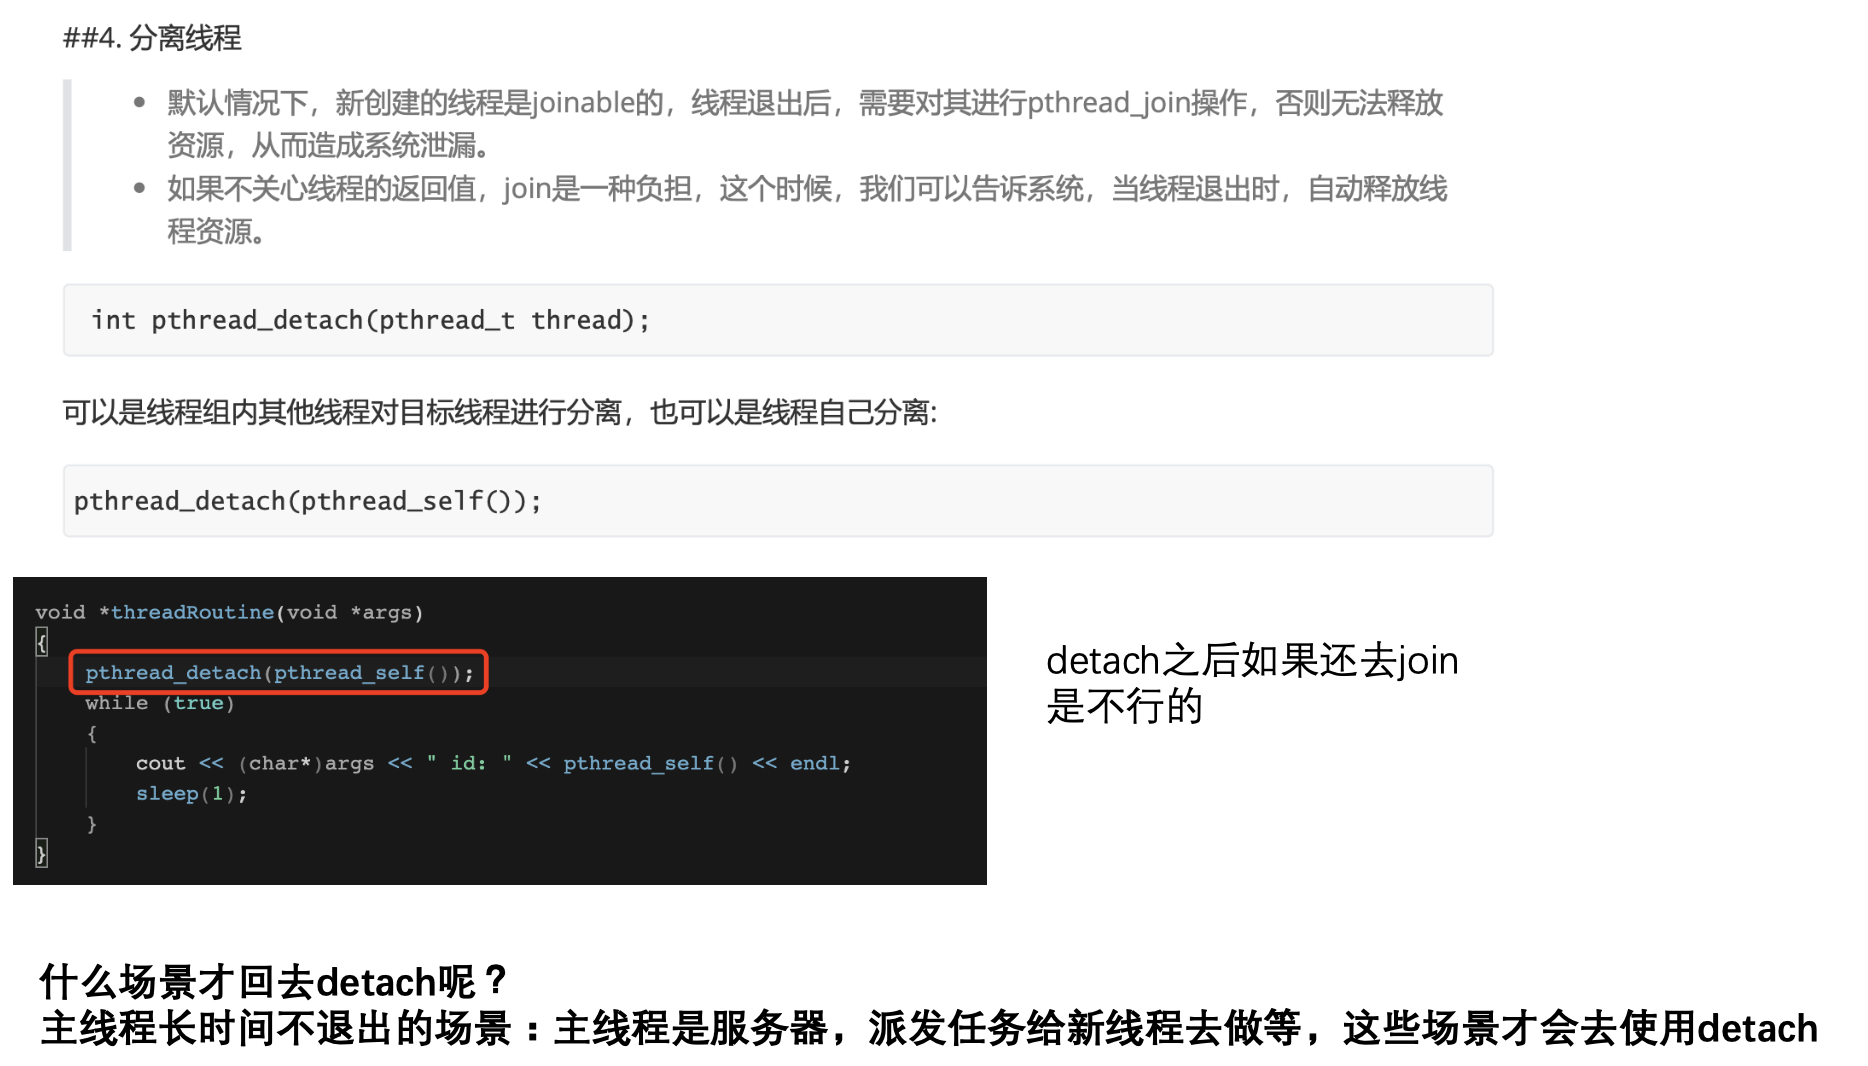 ##4. 分离线程
默认情况下，新创建的线程是joinable的，线程退出后，需要对其进行pthread_join操作，否则无法释放
资源，从而造成系统泄漏。
如果不关心线程的返回值，join是一种负担，这个时候，我们可以告诉系统，当线程退出时，自动释放线
程资源。
int pthread_detach(pthread_t thread);
可以是线程组内其他线程对目标线程进行分离，也可以是线程自己分离:
pthread_detach(pthread_self());
void *threadRoutine(void *args)
{
pthread_detach(pthread_self());
while (true)
{
cout << (char*)args << " id: " << pthread_self() << endl;
sleep(1);
}
}
detach之后如果还去join
是不行的
什么场景才回去detach呢？
主线程长时间不退出的场景：主线程是服务器，派发任务给新线程去做等，这些场景才会去使用detach